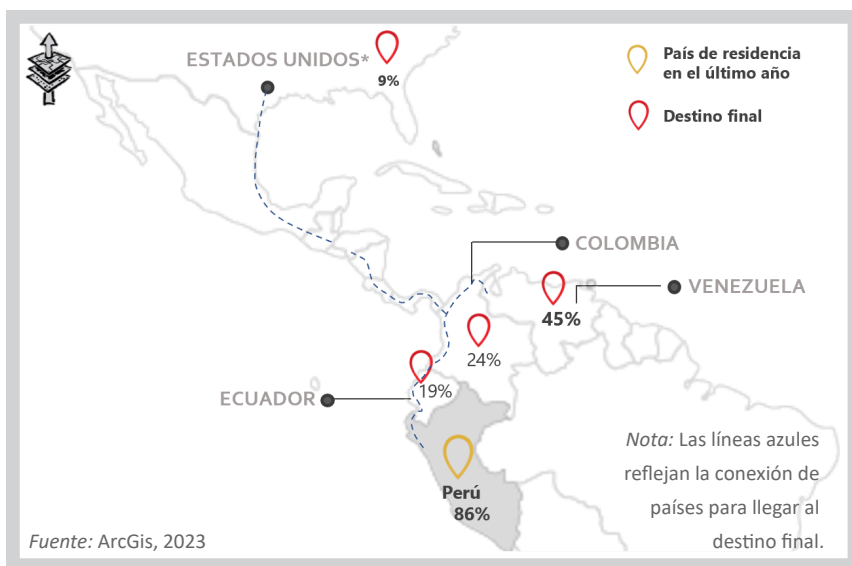 ESTADOS UNIDOS*
9%
País de residencia
en el último año
Destino final
COLOMBIA
VENEZUELA
45%
24%
19%
ECUADOR
Perú
86%
Nota: Las líneas azules
reflejan la conexión de
países para llegar al
destino final.
Fuente: ArcGis, 2023